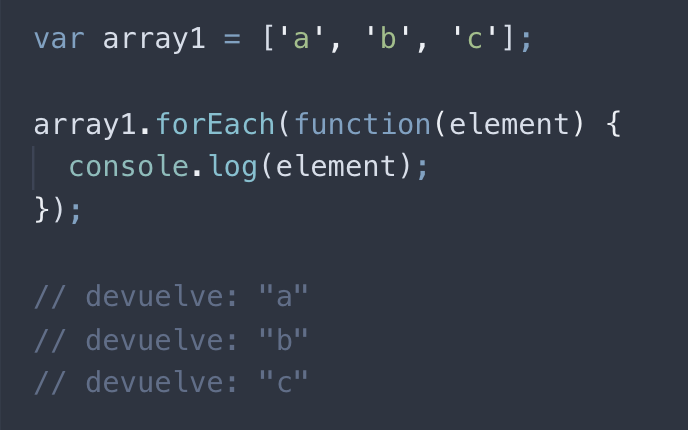 var array1 = ['a', 'b', 'c'];
array1.forEach(function(element) {
  console.log(element);
});
// devuelve: "a"
// devuelve: "b"
// devuelve: "c"